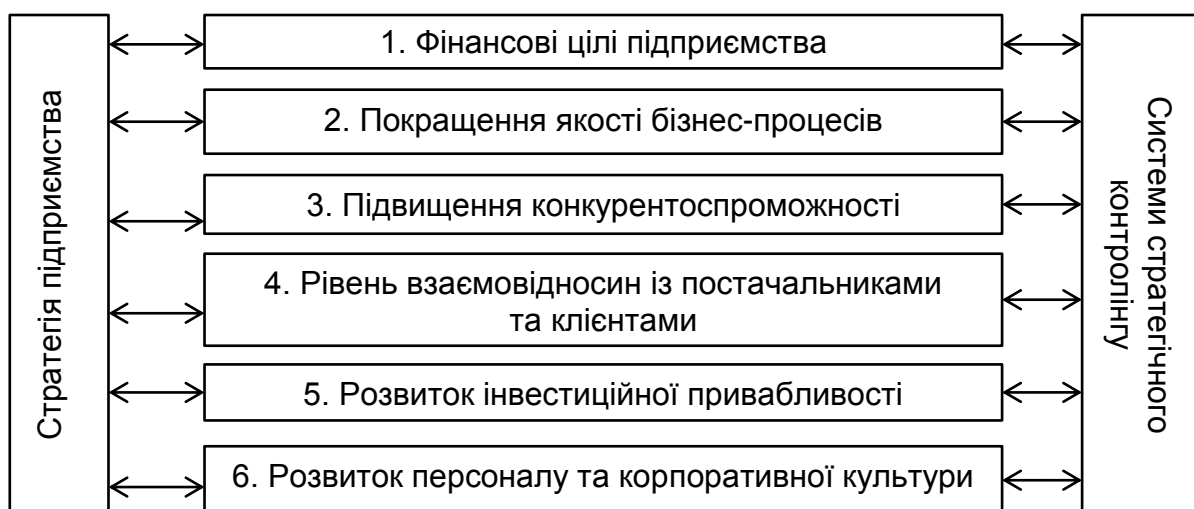 Стратегія підприємства
1. Фінансові цілі підприємства
2. Покращення якості бізнес-процесів
3. Підвищення конкурентоспроможності
4. Рівень взаємовідносин із постачальниками
та клієнтами
5. Розвиток інвестиційної привабливості
6. Розвиток персоналу та корпоративної культури
Системи стратегічного
контролінгу